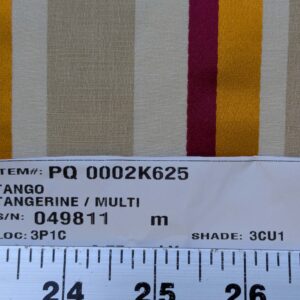 ITEM#: PQ 0002K625
TANGO
TANGERINE / MULTI
S/N: 049811 m
LOC: 3P1C SHADE: 3CU1
24 25 26